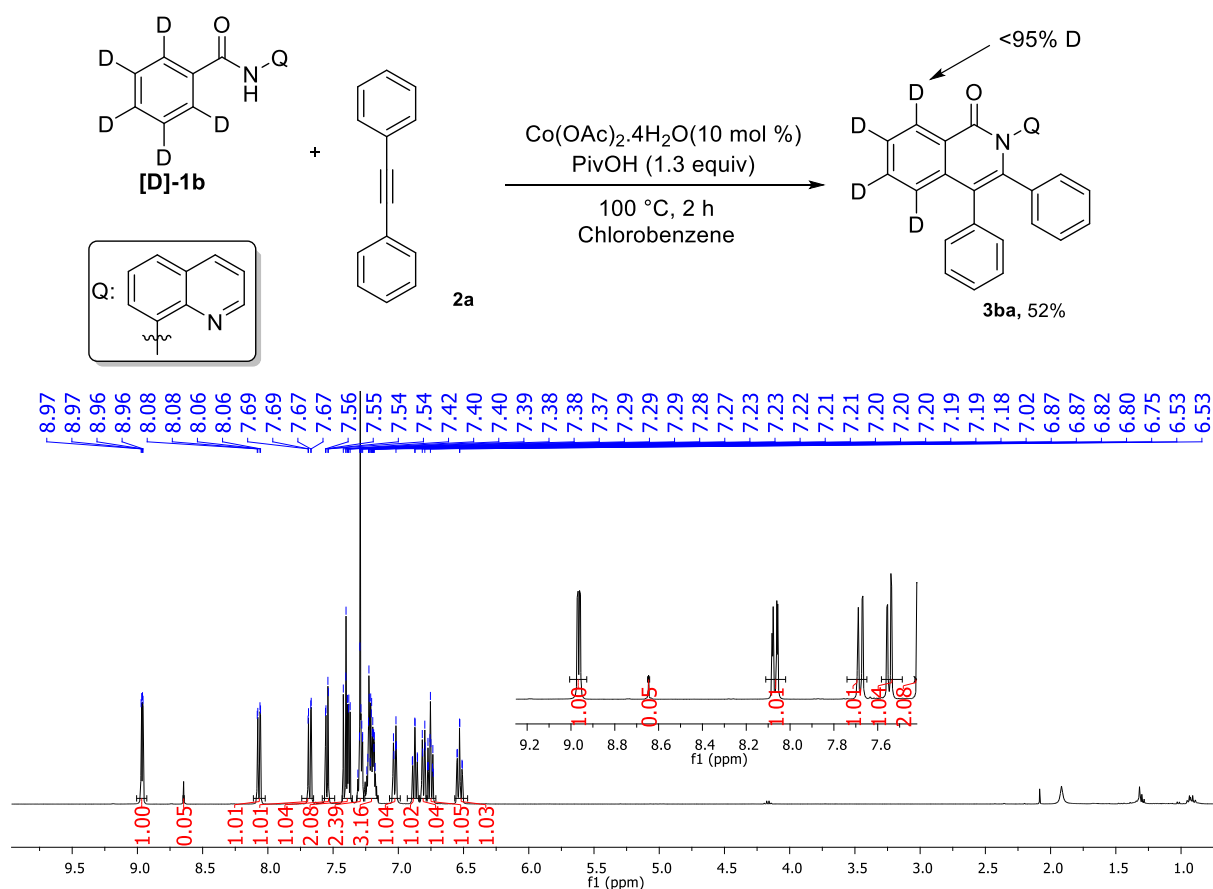 O
D
D
D
D
D
N
H
Q
[D]-1b
+
2a
Q:
N
Co(OAc)₂.4H₂O(10 mol %)
PivOH (1.3 equiv)
100 °C, 2 h
Chlorobenzene
<95% D
D
D
D
D
O
N
Q
3ba, 52%
8.97
8.97
8.96
8.96
8.08
8.08
8.06
8.06
7.69
7.69
7.67
7.67
7.56
7.55
7.54
7.54
7.42
7.40
7.40
7.39
7.38
7.38
7.37
7.29
7.29
7.29
7.28
7.27
7.23
7.23
7.22
7.21
7.21
7.20
7.20
7.20
7.19
7.19
7.18
7.02
6.87
6.87
6.82
6.80
6.75
6.53
6.53
1.00
0.05
1.01
1.01
1.04
2.08
9.2 9.0 8.8 8.6 8.4 8.2 8.0 7.8 7.6
f1 (ppm)
1.00
0.05
1.01
1.01
1.04
2.08
2.39
3.16
1.04
1.02
1.04
1.05
1.03
9.5 9.0 8.5 8.0 7.5 7.0 6.5 6.0 5.5 5.0 4.5 4.0 3.5 3.0 2.5 2.0 1.5 1.0
f1 (ppm)